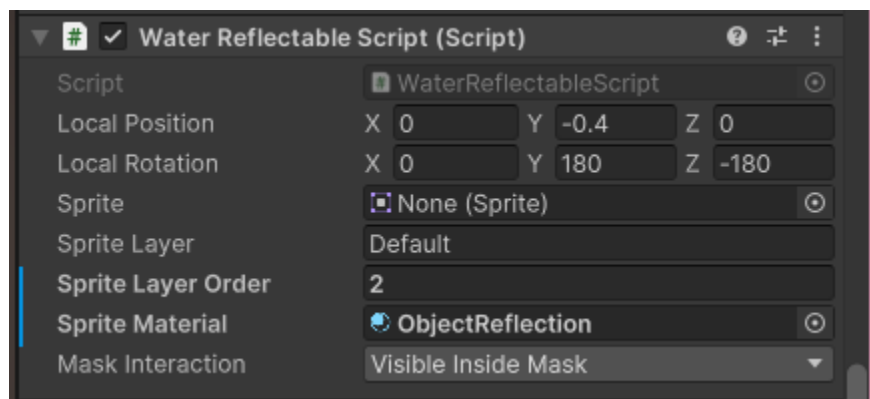 # Water Reflectable Script (Script)
Script # WaterReflectableScript
Local Position X 0 Y -0.4 Z 0
Local Rotation X 0 Y 180 Z -180
Sprite None (Sprite)
Sprite Layer Default
Sprite Layer Order 2
Sprite Material ObjectReflection
Mask Interaction Visible Inside Mask